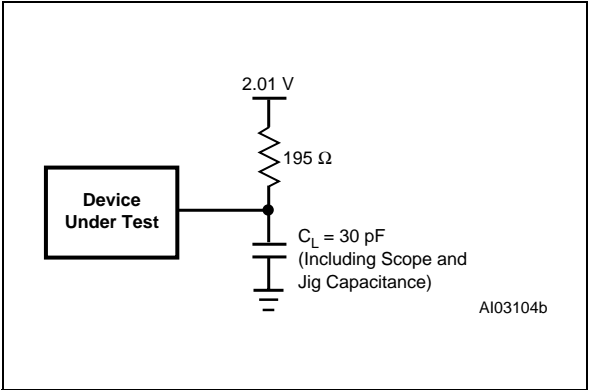 2.01 V
195 Ω
Device
Under Test
C_L = 30 pF
(Including Scope and
Jig Capacitance)
AI03104b